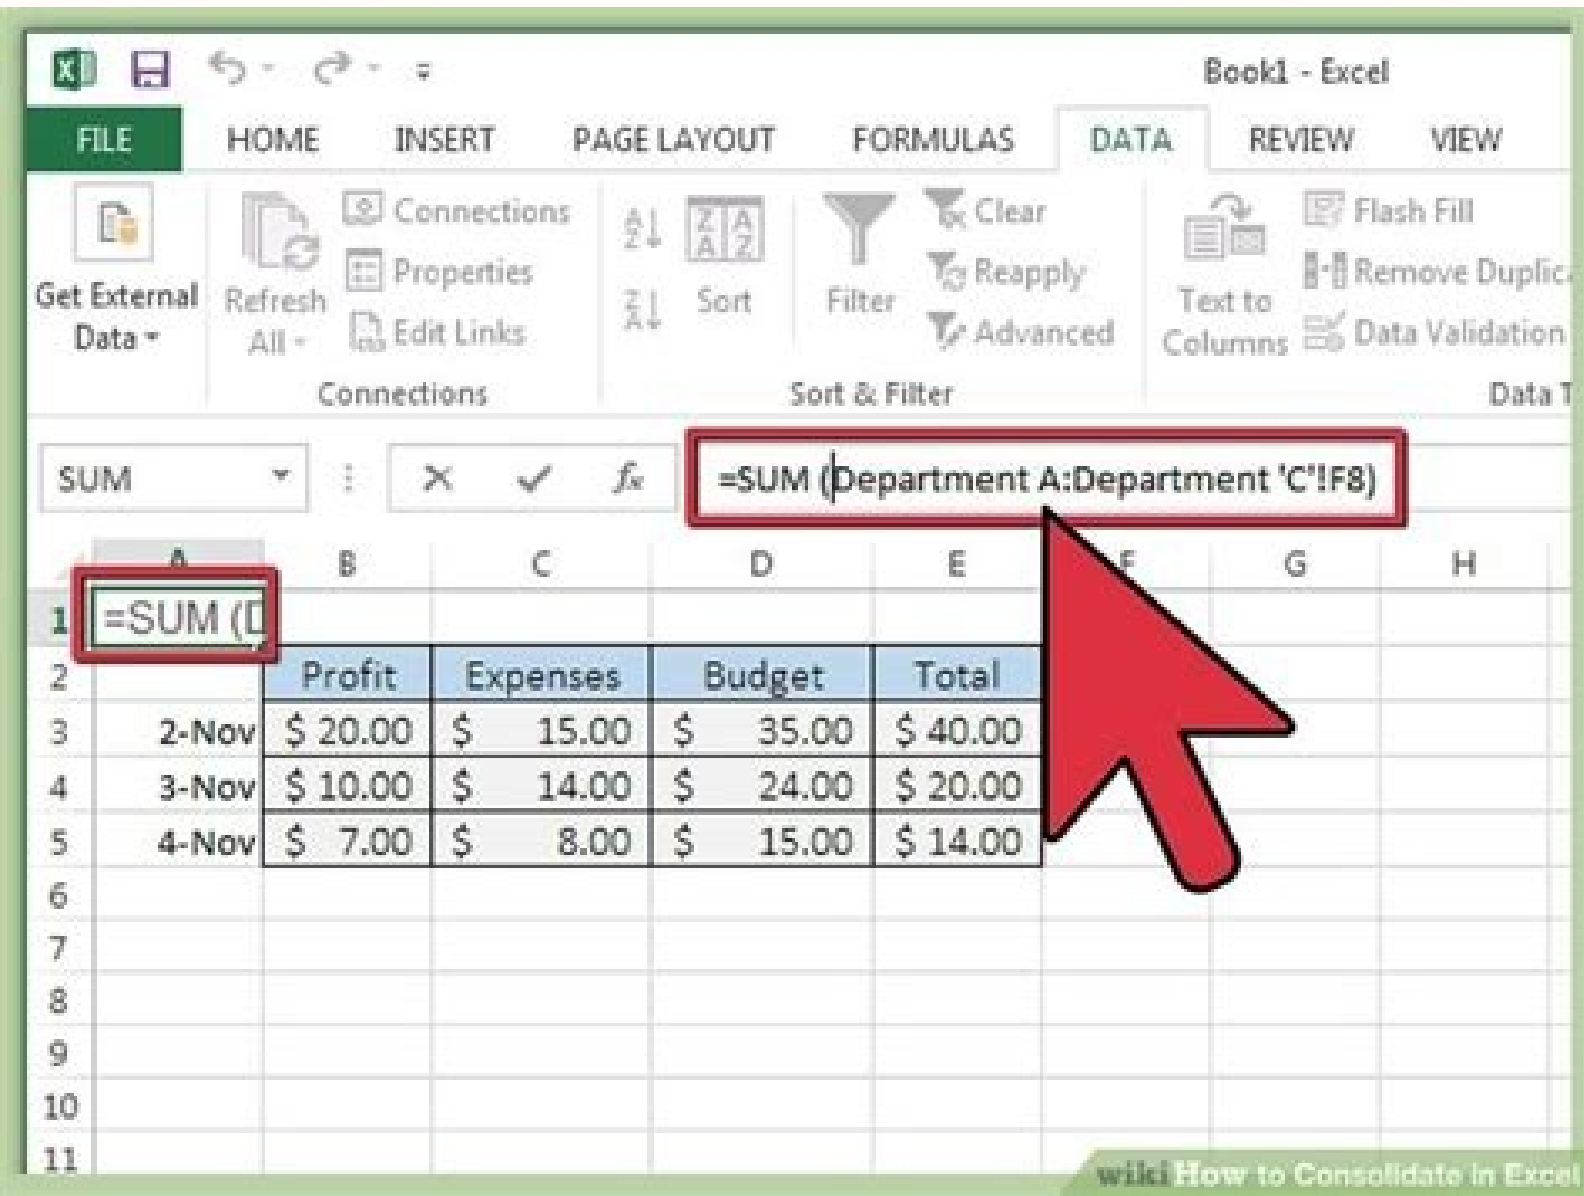 Book1 - Excel
FILE HOME INSERT PAGE LAYOUT FORMULAS DATA REVIEW VIEW
Get External Data
Refresh All
Connections
Properties
Edit Links
Connections
Sort
Filter
Clear
Reapply
Advanced
Sort & Filter
Text to Columns
Flash Fill
Remove Duplic
Data Validation
Data T
SUM fx =SUM (Department A:Department 'C'!F8)
A B C D E F G H
1 =SUM (D
2 Profit Expenses Budget Total
3 2-Nov $ 20.00 $ 15.00 $ 35.00 $ 40.00
4 3-Nov $ 10.00 $ 14.00 $ 24.00 $ 20.00
5 4-Nov $ 7.00 $ 8.00 $ 15.00 $ 14.00
6
7
8
9
10
11
wikiHow to Consolidate in Excel